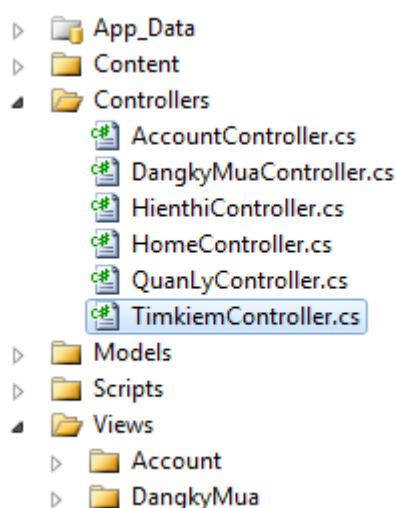 App_Data
Content
Controllers
AccountController.cs
DangkyMuaController.cs
HienthiController.cs
HomeController.cs
QuanLyController.cs
TimkiemController.cs
Models
Scripts
Views
Account
DangkyMua